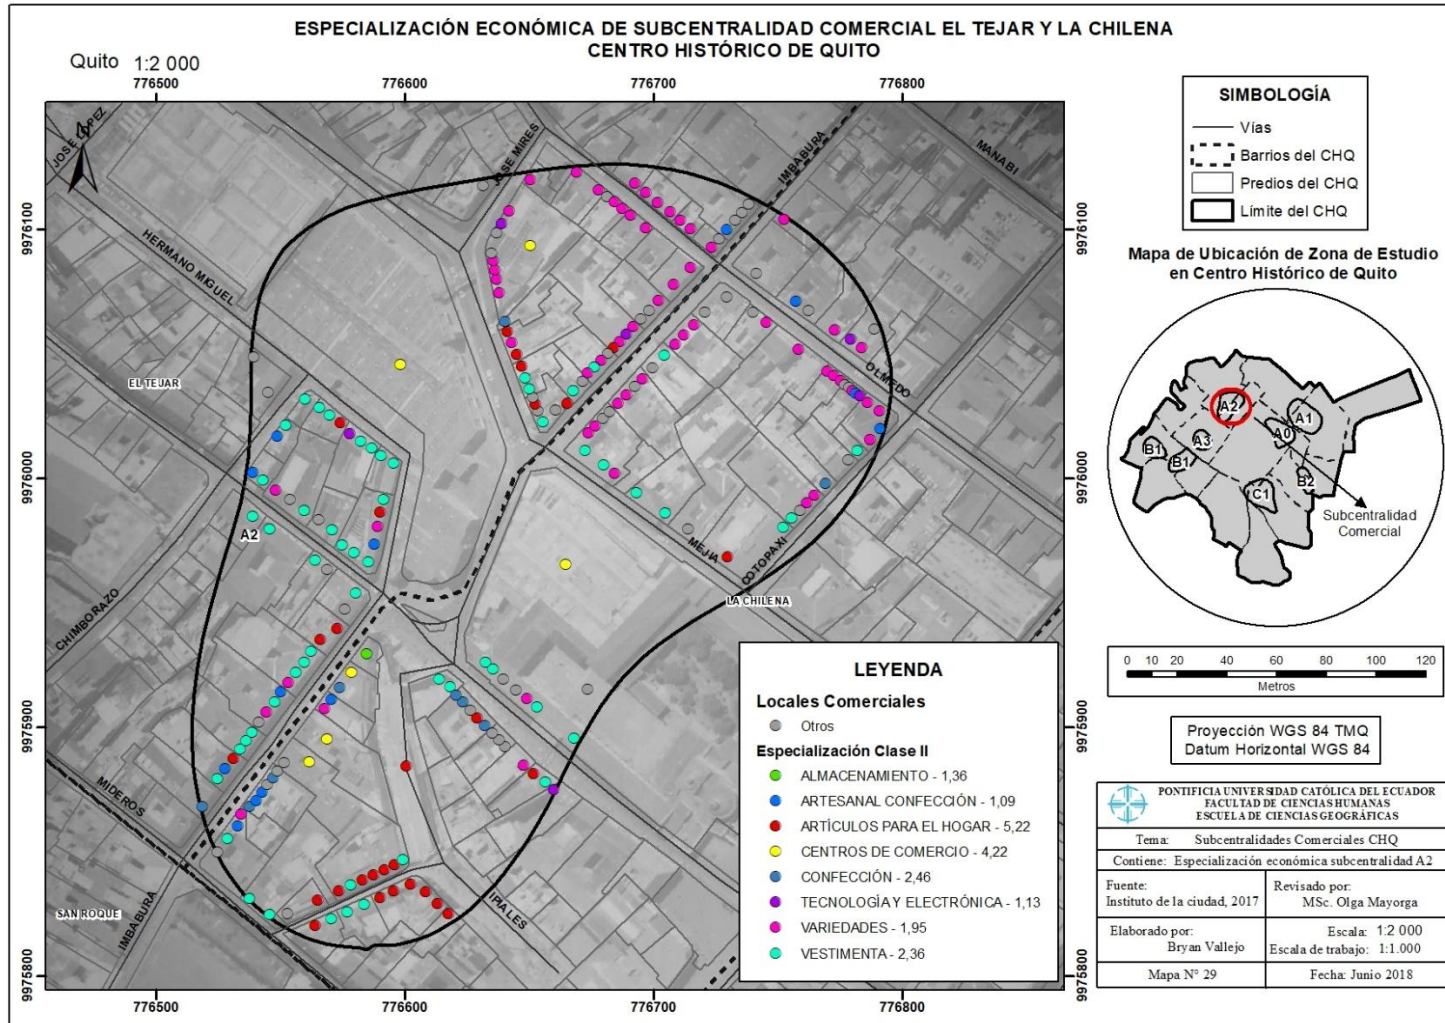 ESPECIALIZACIÓN ECONÓMICA DE SUBCENTRALIDAD COMERCIAL EL TEJAR Y LA CHILENA
CENTRO HISTÓRICO DE QUITO
Quito 1:2 000
776500 776600 776700 776800
9976100
9976000
9975900
9975800
9976100
9976000
9975900
9975800
776500 776600 776700 776800
N
JOSE LOPEZ
JOSE MIRES
IMBABURA
MANABI
HERMANO MIGUEL
EL TEJAR
OLMEDO
A2
MEJIA
COTOPAXI
LA CHILENA
CHIMBORAZO
MIDEROS
SAN ROQUE
IMBABURA
IPIALES
LEYENDA
Locales Comerciales
Otros
Especialización Clase II
ALMACENAMIENTO - 1,36
ARTESANAL CONFECCIÓN - 1,09
ARTÍCULOS PARA EL HOGAR - 5,22
CENTROS DE COMERCIO - 4,22
CONFECCIÓN - 2,46
TECNOLOGÍA Y ELECTRÓNICA - 1,13
VARIEDADES - 1,95
VESTIMENTA - 2,36
SIMBOLOGÍA
Vías
Barrios del CHQ
Predios del CHQ
Límite del CHQ
Mapa de Ubicación de Zona de Estudio
en Centro Histórico de Quito
A2
A1
A0
A3
B1
B1
B2
C1
Subcentralidad
Comercial
0 10 20 40 60 80 100 120
Metros
Proyección WGS 84 TMQ
Datum Horizontal WGS 84
PONTIFICIA UNIVERSIDAD CATÓLICA DEL ECUADOR
FACULTAD DE CIENCIAS HUMANAS
ESCUELA DE CIENCIAS GEOGRÁFICAS
Tema: Subcentralidades Comerciales CHQ
Contiene: Especialización económica subcentralidad A2
Fuente:
Instituto de la ciudad, 2017
Revisado por:
MSc. Olga Mayorga
Elaborado por:
Bryan Vallejo
Escala: 1:2 000
Escala de trabajo: 1:1.000
Mapa N° 29
Fecha: Junio 2018